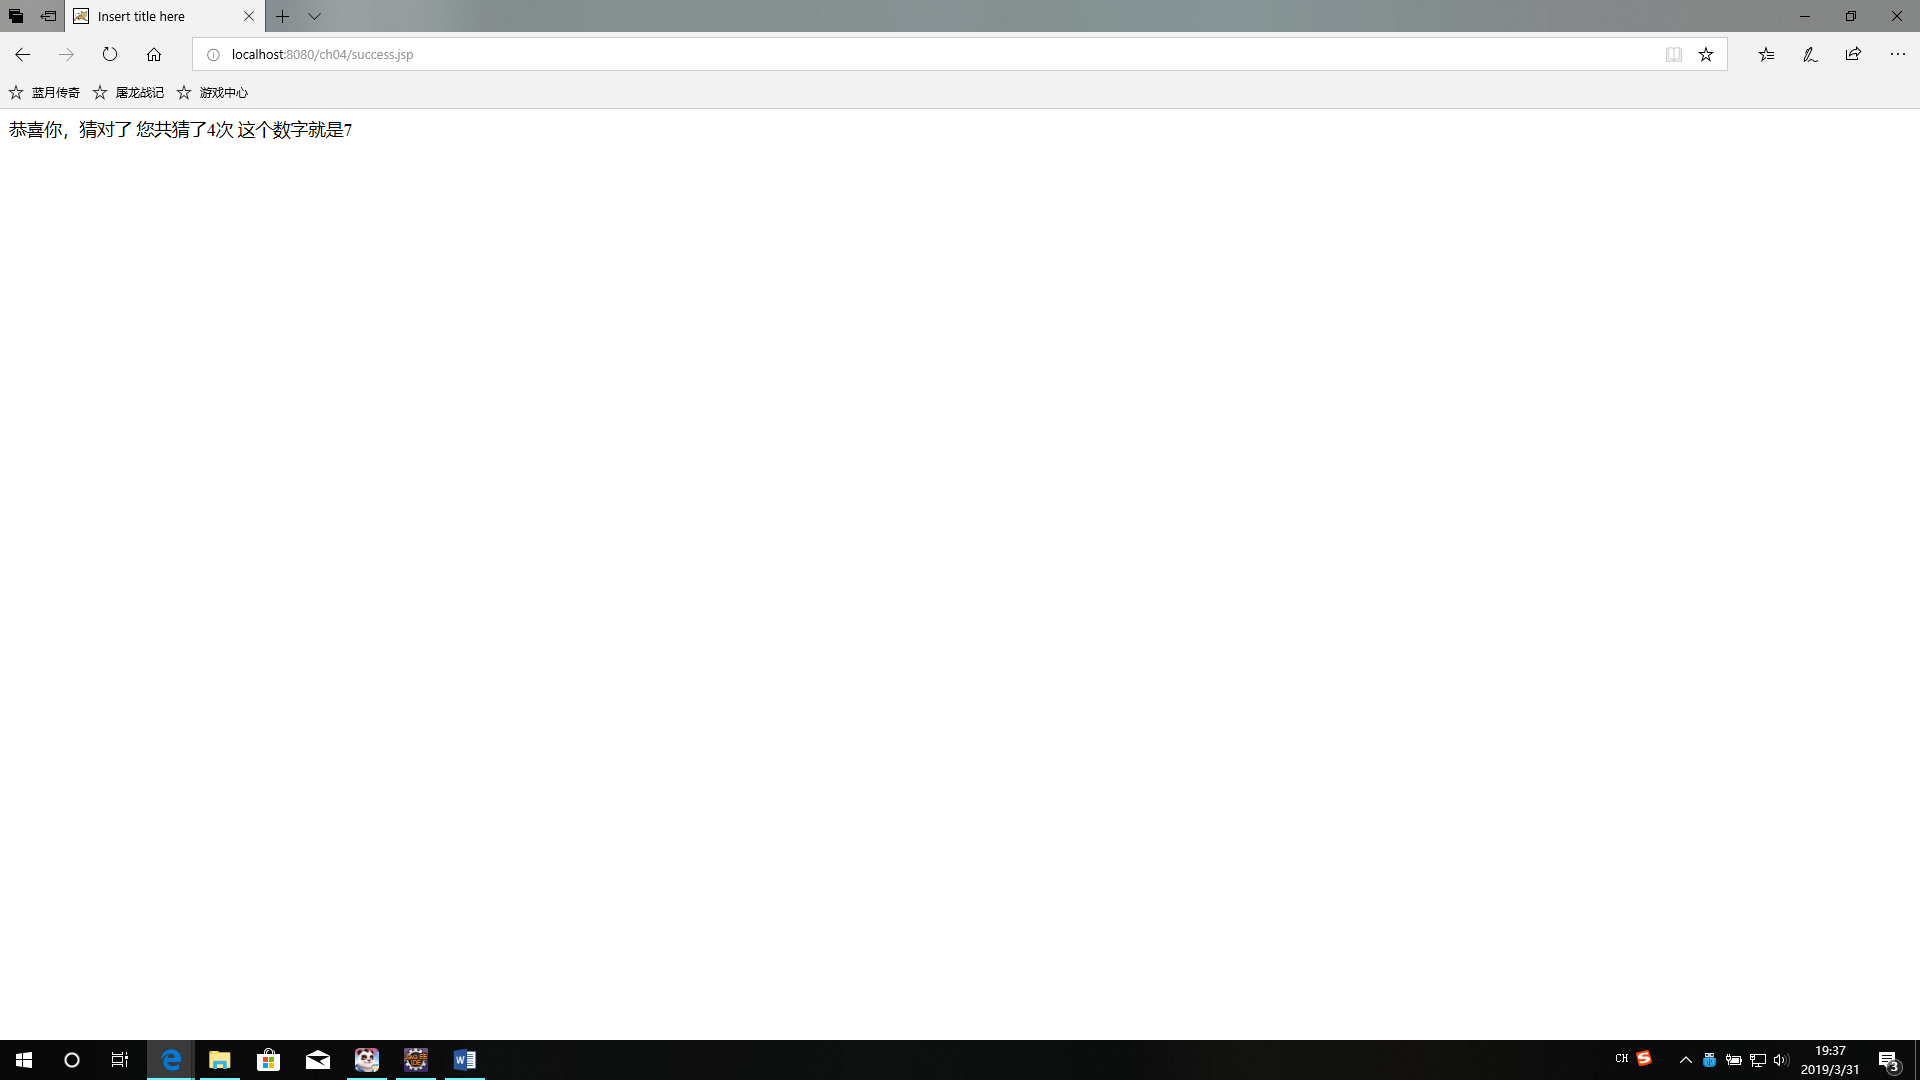 Insert title here
localhost:8080/ch04/success.jsp
蓝月传奇 屠龙战记 游戏中心
恭喜你，猜对了 您共猜了4次 这个数字就是7
CH
19:37
2019/3/31
3